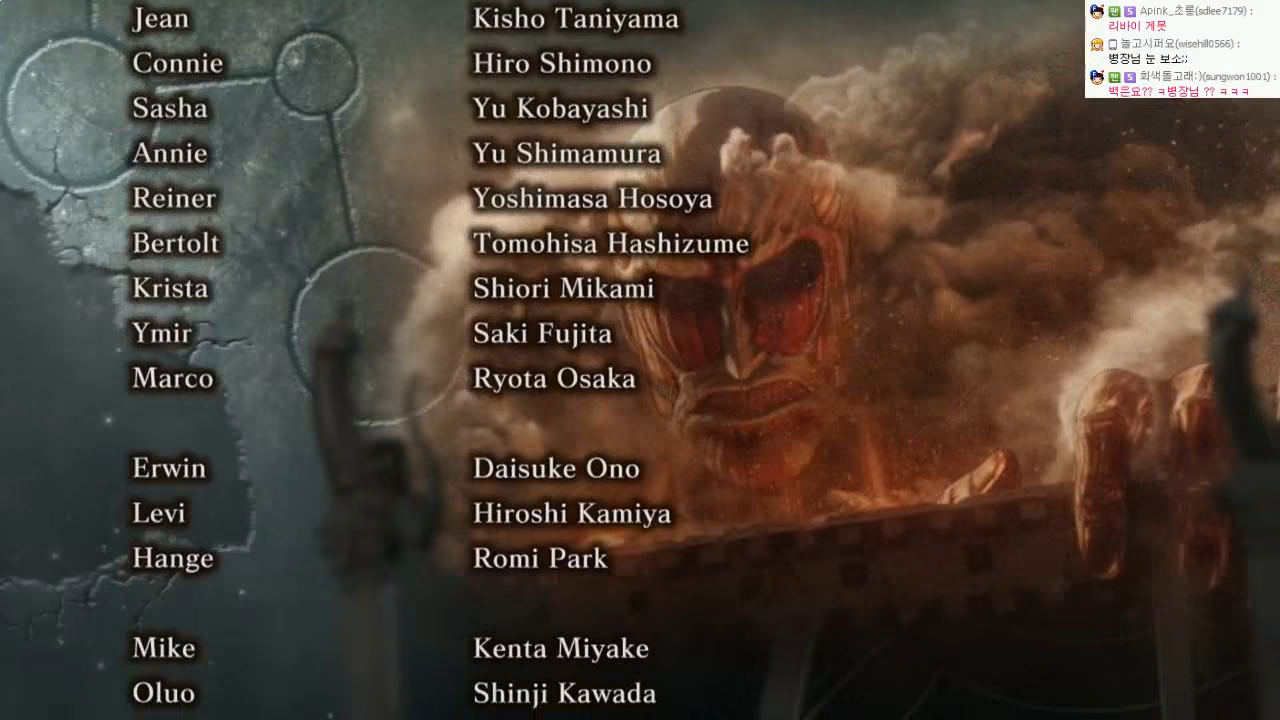 Jean Kisho Taniyama
Connie Hiro Shimono
Sasha Yu Kobayashi
Annie Yu Shimamura
Reiner Yoshimasa Hosoya
Bertolt Tomohisa Hashizume
Krista Shiori Mikami
Ymir Saki Fujita
Marco Ryota Osaka
Erwin Daisuke Ono
Levi Hiroshi Kamiya
Hange Romi Park
Mike Kenta Miyake
Oluo Shinji Kawada
팬 S Apink_초롱(sdlee7179) :
리바이 게못
놀고시퍼요(wisehill0566) :
병장님 눈 보소;;
팬 S 회색돌고래:)(sungwon1001) :
벽은요?? ㅋ병장님 ?? ㅋㅋㅋ